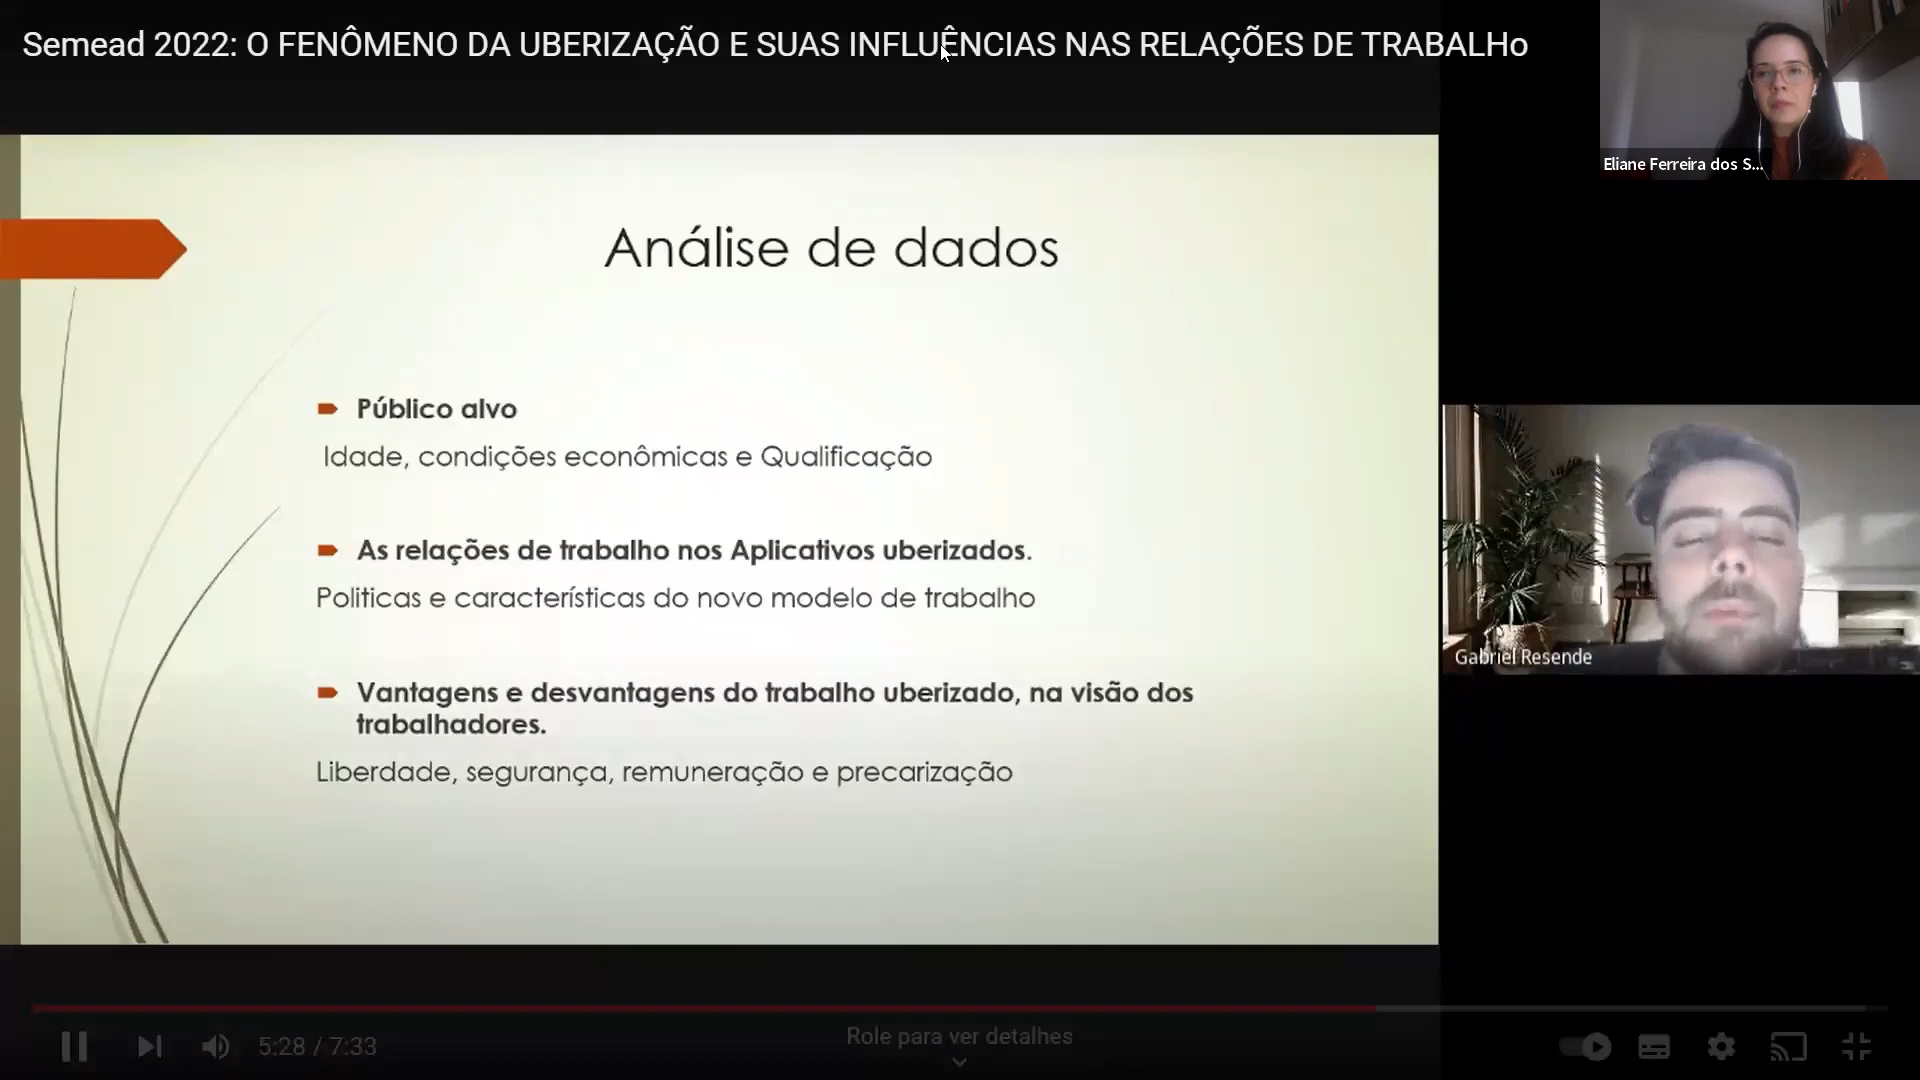 Semead 2022: O FENÔMENO DA UBERIZAÇÃO E SUAS INFLUÊNCIAS NAS RELAÇÕES DE TRABALHo
Eliane Ferreira dos S...
Análise de dados
Público alvo
Idade, condições econômicas e Qualificação
As relações de trabalho nos Aplicativos uberizados.
Politicas e características do novo modelo de trabalho
Vantagens e desvantagens do trabalho uberizado, na visão dos
trabalhadores.
Liberdade, segurança, remuneração e precarização
Gabriel Resende
5:28 / 7:33
Role para ver detalhes